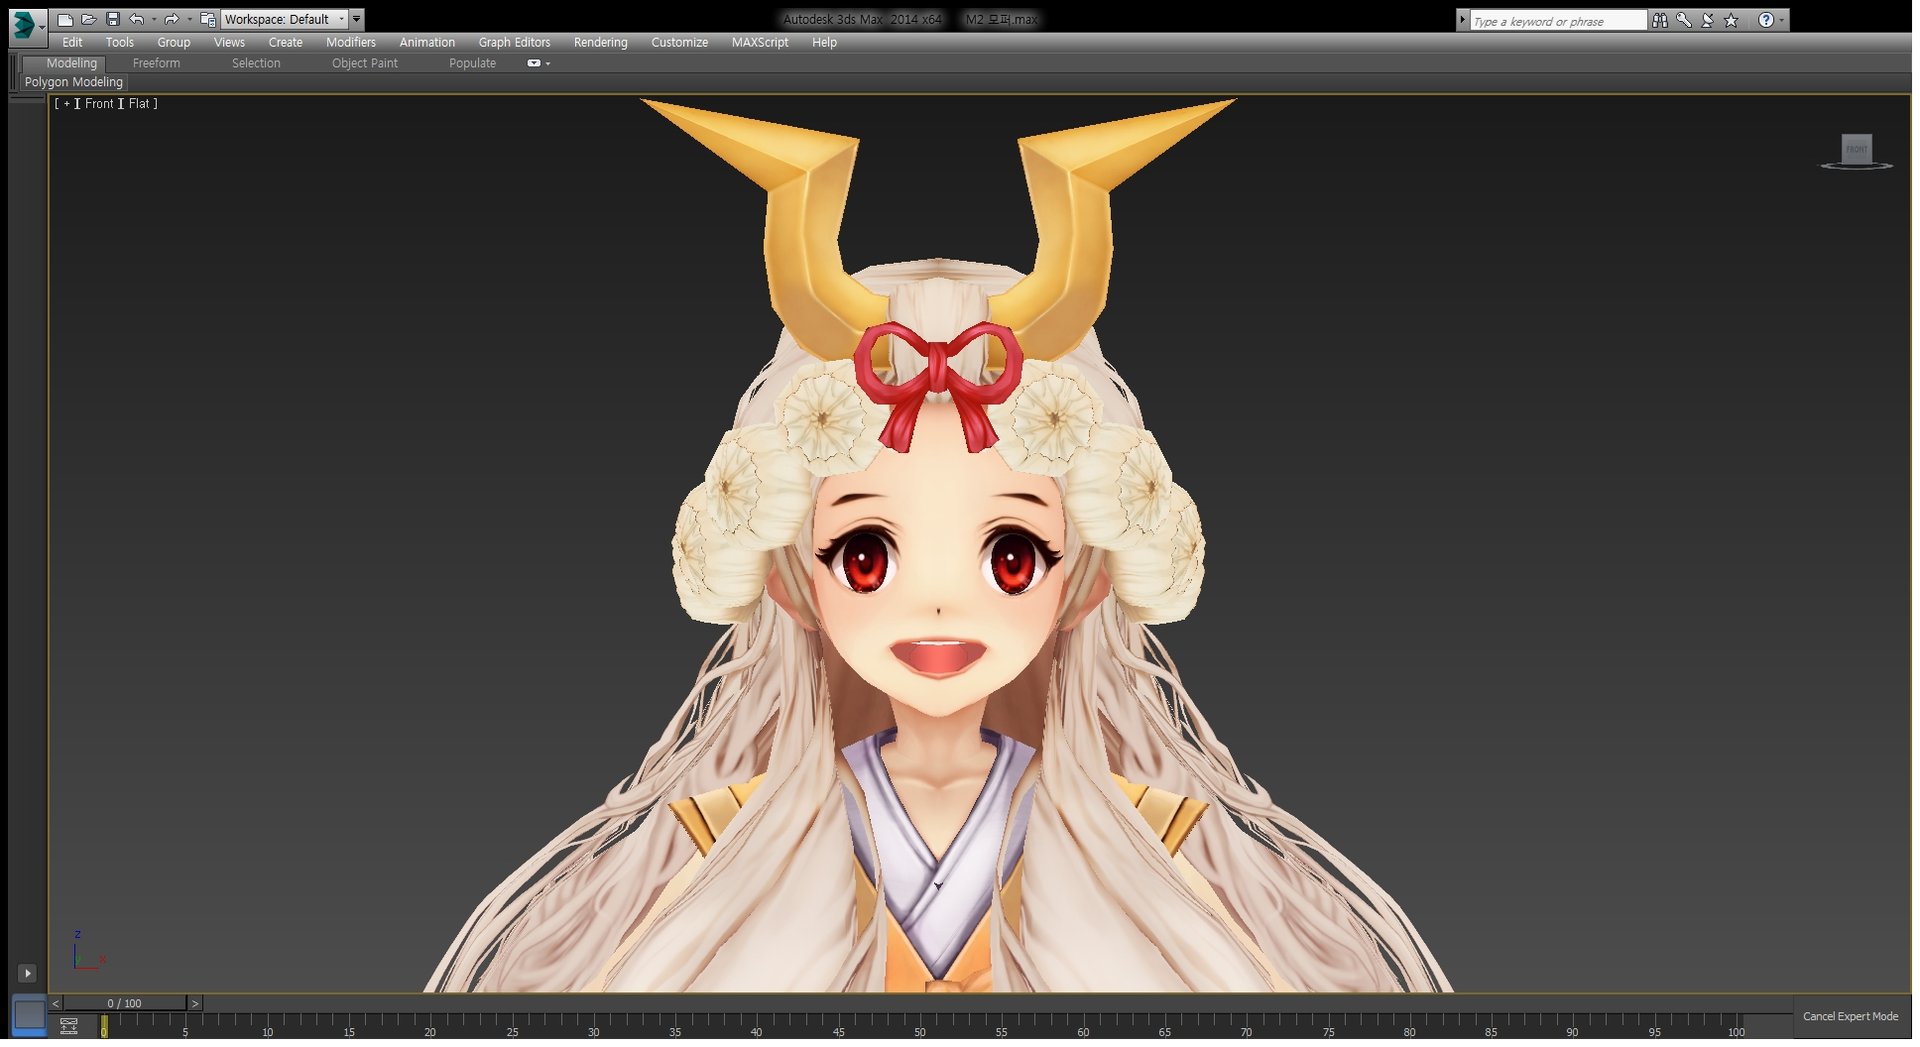 Workspace: Default
Autodesk 3ds Max 2014 x64 M2 모퍼.max
Type a keyword or phrase
Edit Tools Group Views Create Modifiers Animation Graph Editors Rendering Customize MAXScript Help
Modeling Freeform Selection Object Paint Populate
Polygon Modeling
[ + ] [ Front ] [ Flat ]
FRONT
z
y x
< 0 / 100 >
0 5 10 15 20 25 30 35 40 45 50 55 60 65 70 75 80 85 90 95 100
Cancel Expert Mode